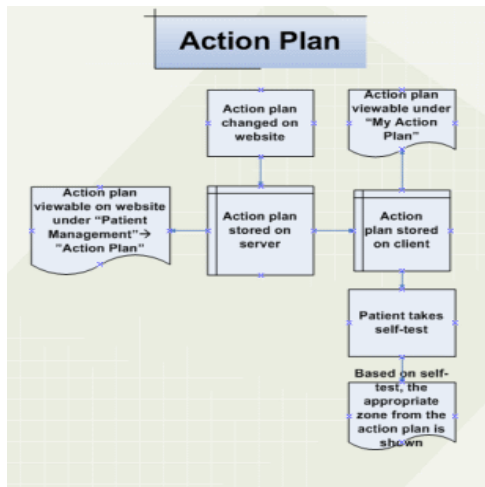 Action Plan
Action plan
changed on
website
Action plan
viewable under
“My Action
Plan”
Action plan
viewable on website
under “Patient
Management”→
"Action Plan"
Action plan
stored on
server
Action
plan stored
on client
Patient takes
self-test
Based on self-
test, the
appropriate
zone from the
action plan is
shown